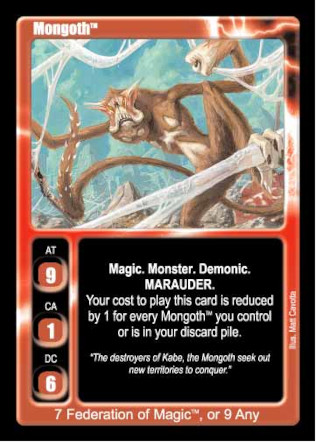 Mongoth™
AT
9
CA
1
DC
6
Magic. Monster. Demonic.
MARAUDER.
Your cost to play this card is reduced
by 1 for every Mongoth™ you control
or is in your discard pile.
"The destroyers of Kabe, the Mongoth seek out
new territories to conquer."
Illus. Matt Cavotta
7 Federation of Magic™, or 9 Any